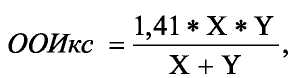 ООИкс = 1,41 * X * Y / X + Y,